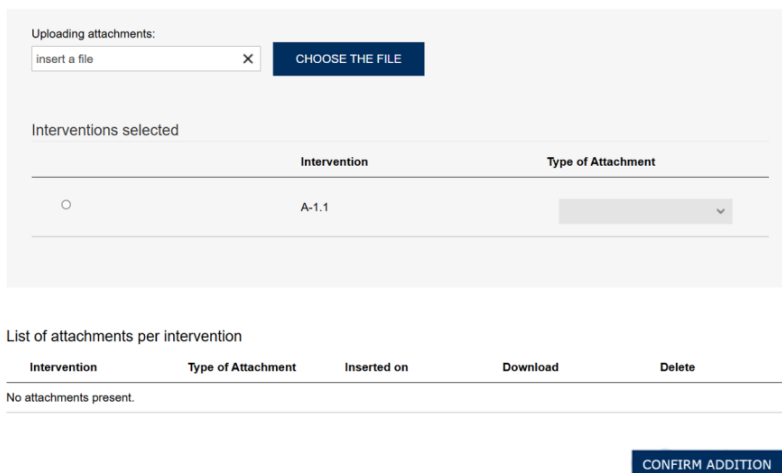 Uploading attachments:
insert a file
CHOOSE THE FILE
Interventions selected
Intervention Type of Attachment
A-1.1
List of attachments per intervention
Intervention Type of Attachment Inserted on Download Delete
No attachments present.
CONFIRM ADDITION